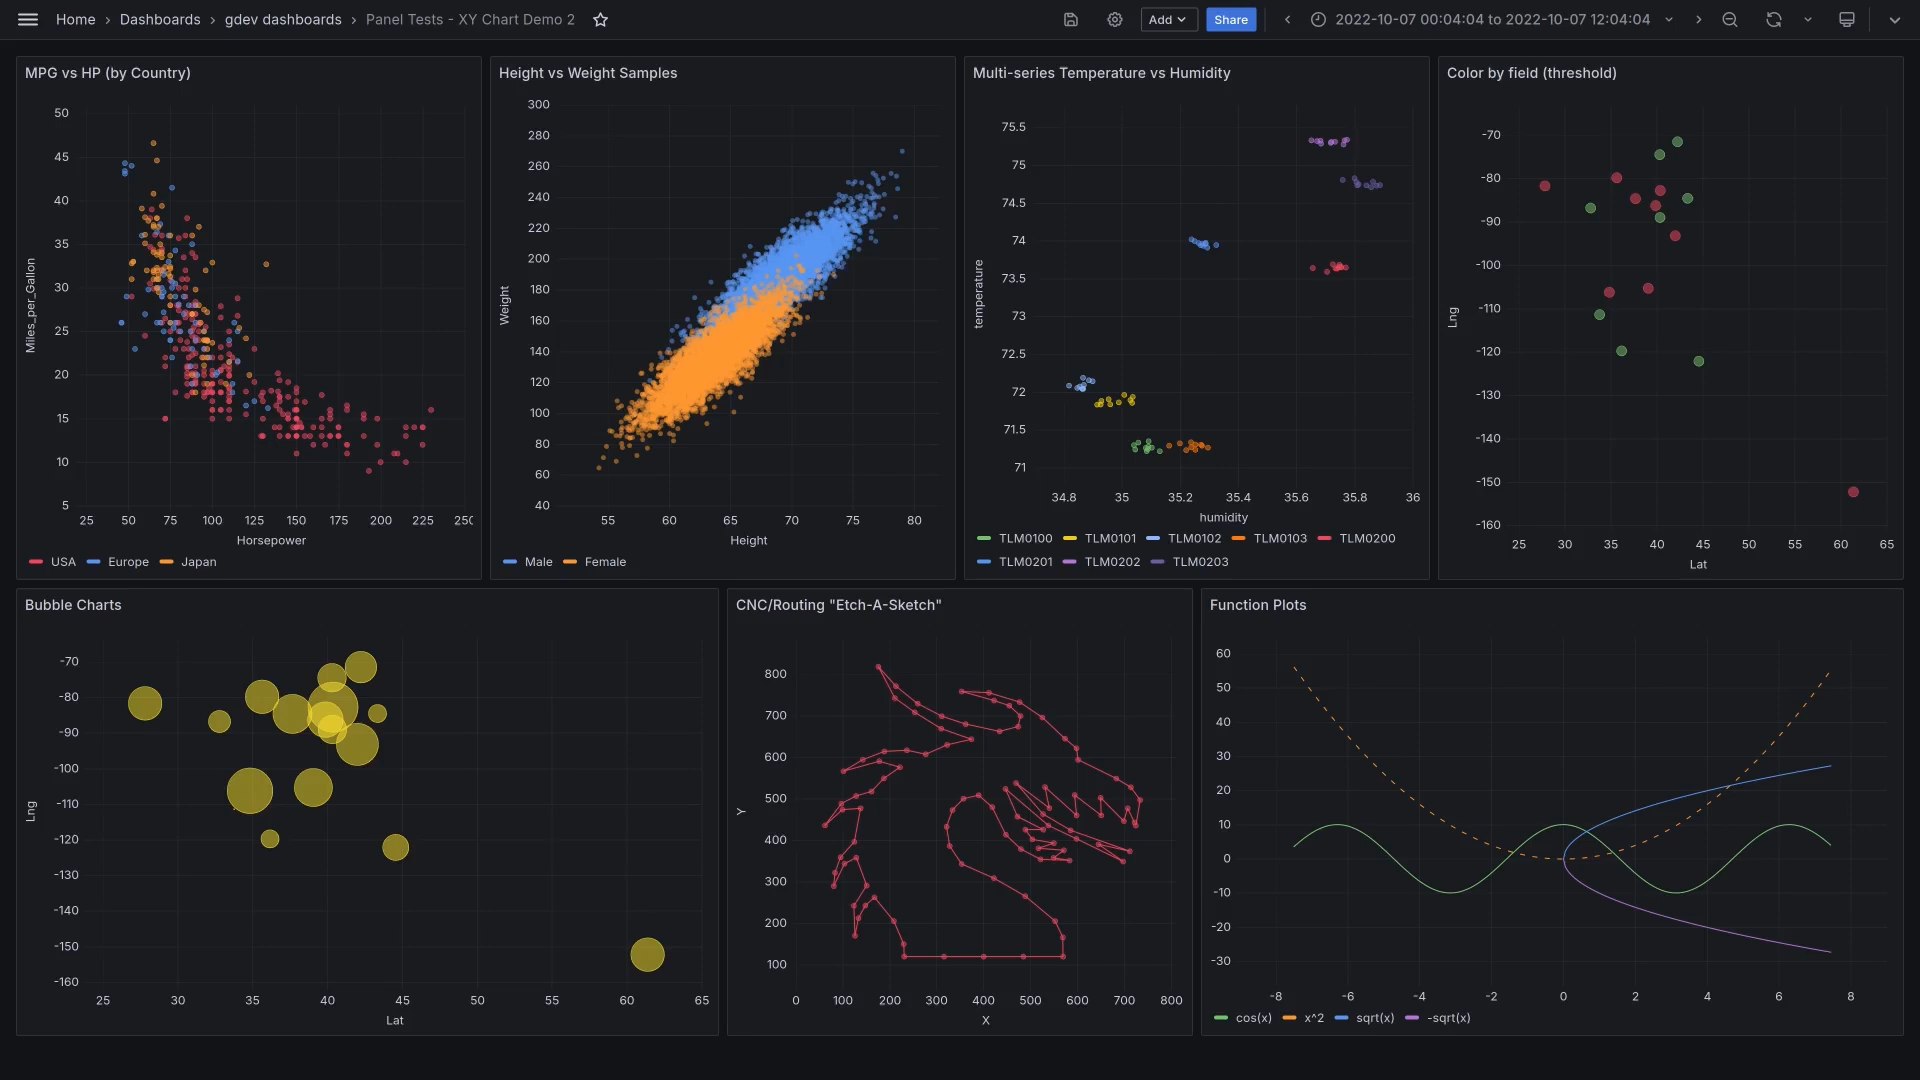 Home › Dashboards › gdev dashboards › Panel Tests - XY Chart Demo 2
Add
Share
2022-10-07 00:04:04 to 2022-10-07 12:04:04
MPG vs HP (by Country)
50
45
40
35
30
25
20
15
10
5
Miles_per_Gallon
25 50 75 100 125 150 175 200 225 250
Horsepower
USA Europe Japan
Height vs Weight Samples
300
280
260
240
220
200
180
160
140
120
100
80
60
40
Weight
55 60 65 70 75 80
Height
Male Female
Multi-series Temperature vs Humidity
75.5
75
74.5
74
73.5
73
72.5
72
71.5
71
temperature
34.8 35 35.2 35.4 35.6 35.8 36
humidity
TLM0100 TLM0101 TLM0102 TLM0103 TLM0200
TLM0201 TLM0202 TLM0203
Color by field (threshold)
-70
-80
-90
-100
-110
-120
-130
-140
-150
-160
Lng
25 30 35 40 45 50 55 60 65
Lat
Bubble Charts
-70
-80
-90
-100
-110
-120
-130
-140
-150
-160
Lng
25 30 35 40 45 50 55 60 65
Lat
CNC/Routing "Etch-A-Sketch"
800
700
600
500
400
300
200
100
Y
0 100 200 300 400 500 600 700 800
X
Function Plots
60
50
40
30
20
10
0
-10
-20
-30
-8 -6 -4 -2 0 2 4 6 8
cos(x) x^2 sqrt(x) -sqrt(x)